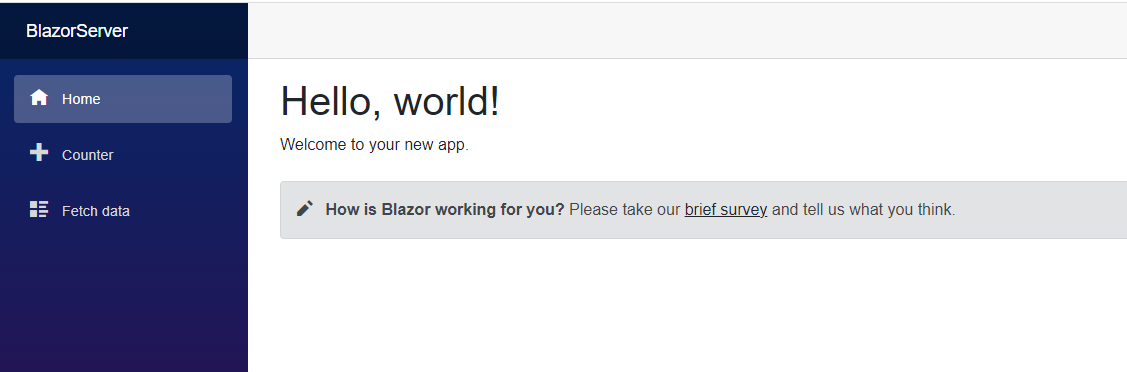 BlazorServer
Home
Counter
Fetch data
Hello, world!
Welcome to your new app.
How is Blazor working for you? Please take our brief survey and tell us what you think.